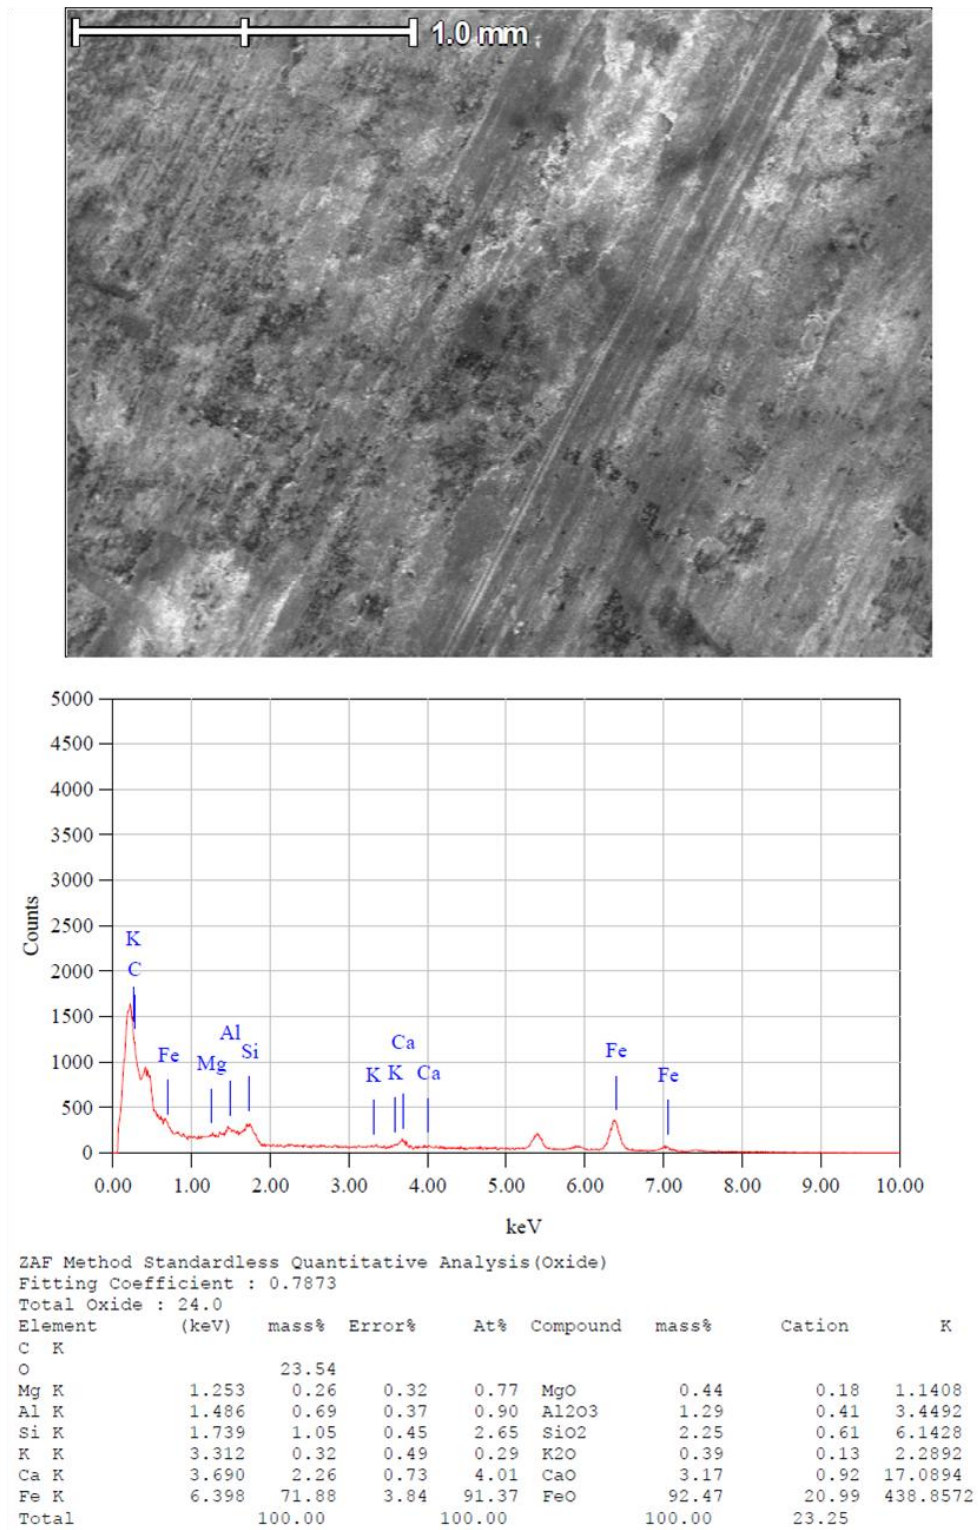 1.0 mm
5000
4500
4000
3500
3000
2500
2000
1500
1000
500
0
Counts
K
C
Fe
Mg
Al
Si
Ca
K
K
Ca
Fe
Fe
0.00 1.00 2.00 3.00 4.00 5.00 6.00 7.00 8.00 9.00 10.00
keV
ZAF Method Standardless Quantitative Analysis(Oxide)
Fitting Coefficient : 0.7873
Total Oxide : 24.0
Element (keV) mass% Error% At% Compound mass% Cation K
C K
O 23.54
Mg K 1.253 0.26 0.32 0.77 MgO 0.44 0.18 1.1408
Al K 1.486 0.69 0.37 0.90 Al2O3 1.29 0.41 3.4492
Si K 1.739 1.05 0.45 2.65 SiO2 2.25 0.61 6.1428
K K 3.312 0.32 0.49 0.29 K2O 0.39 0.13 2.2892
Ca K 3.690 2.26 0.73 4.01 CaO 3.17 0.92 17.0894
Fe K 6.398 71.88 3.84 91.37 FeO 92.47 20.99 438.8572
Total 100.00 100.00 100.00 23.25